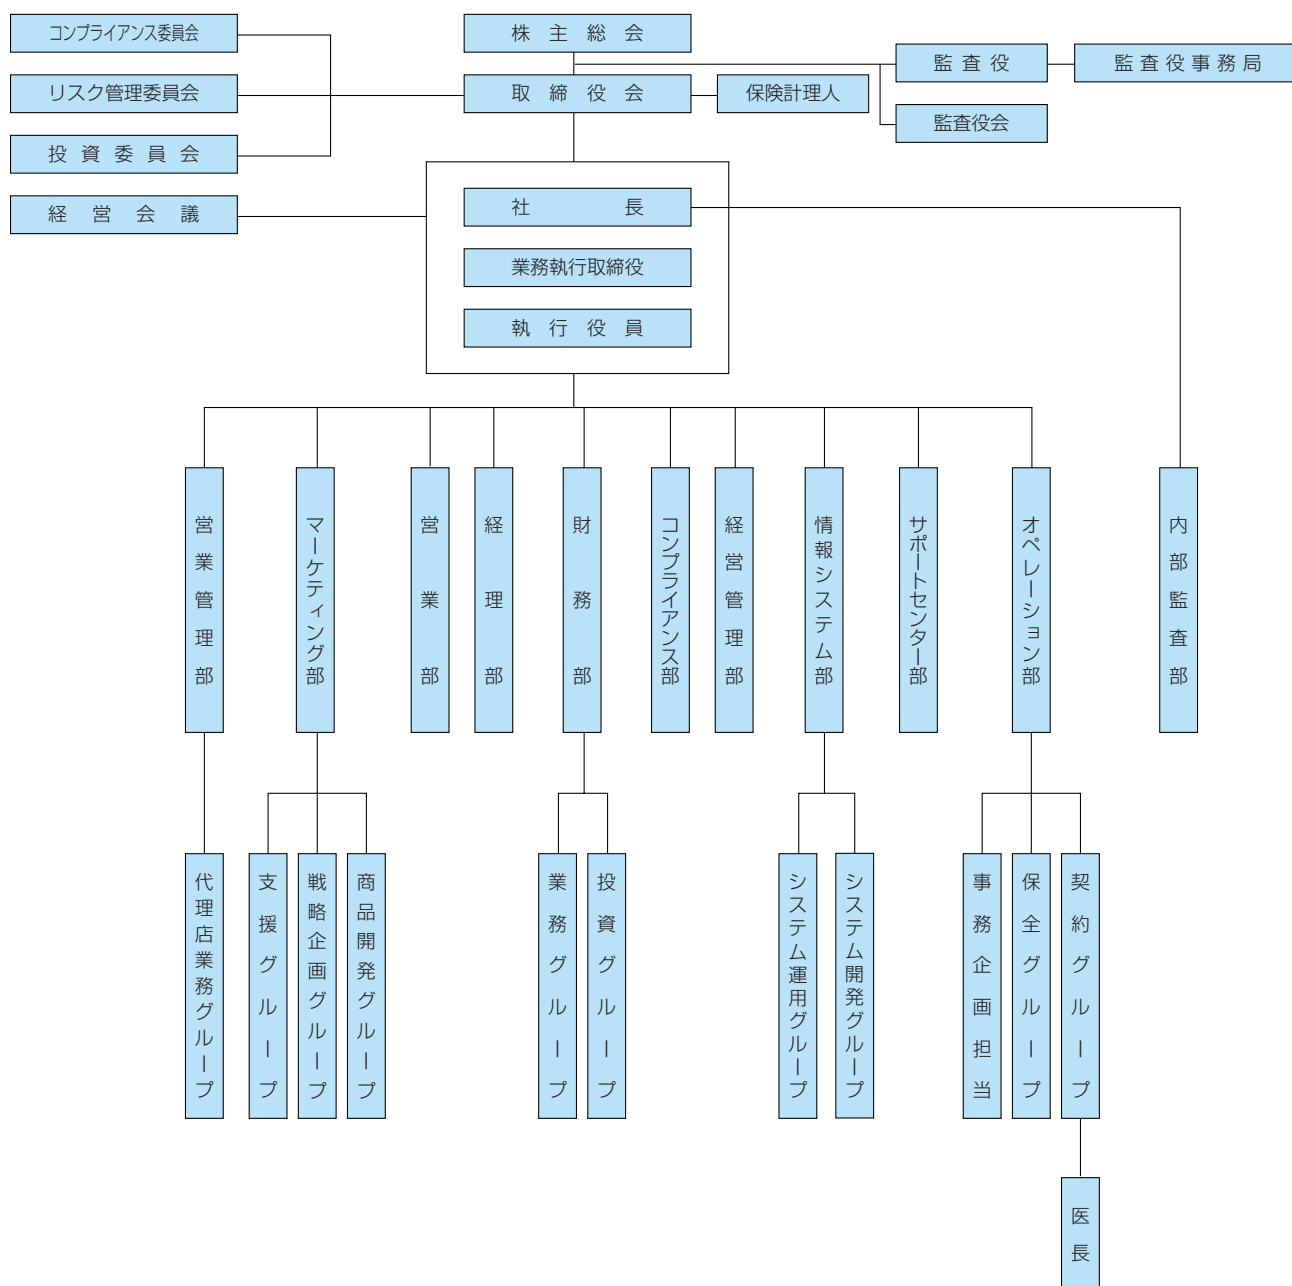 コンプライアンス委員会
株主総会
監査役
監査役事務局
リスク管理委員会
取締役会
保険計理人
監査役会
投資委員会
経営会議
社長
業務執行取締役
執行役員
営業管理部
マーケティング部
営業部
経理部
財務部
コンプライアンス部
経営管理部
情報システム部
サポートセンター部
オペレーション部
内部監査部
代理店業務グループ
支援グループ
戦略企画グループ
商品開発グループ
業務グループ
投資グループ
システム運用グループ
システム開発グループ
事務企画担当
保全グループ
契約グループ
医長